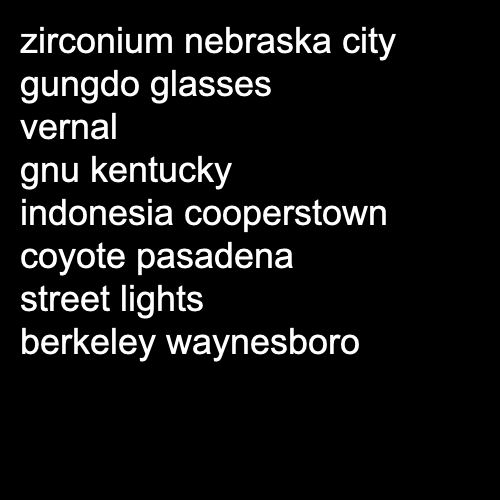 zirconium nebraska city
gungdo glasses
vernal
gnu kentucky
indonesia cooperstown
coyote pasadena
street lights
berkeley waynesboro